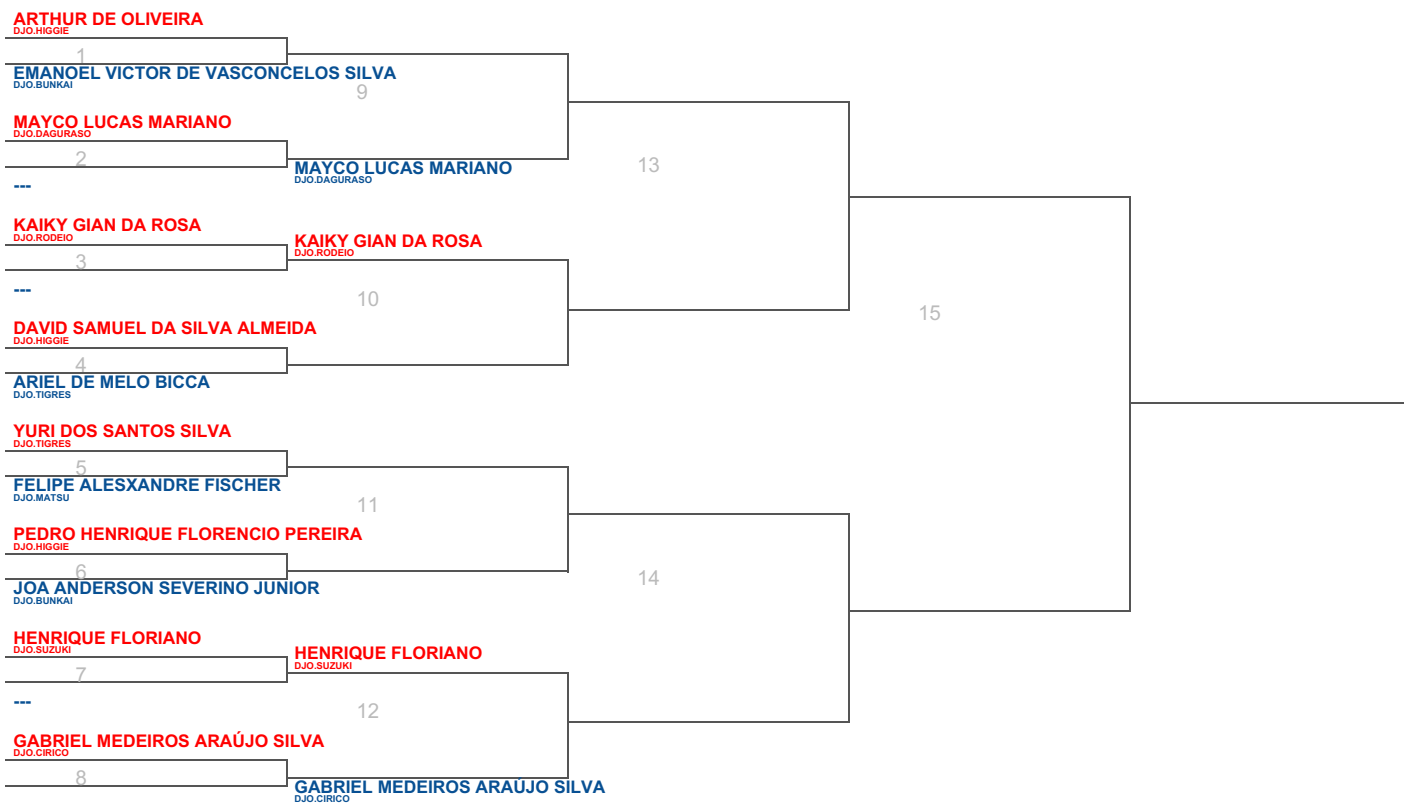 ARTHUR DE OLIVEIRA
DJO.HIGGIE
1
EMANOEL VICTOR DE VASCONCELOS SILVA
DJO.BUNKAI
9
MAYCO LUCAS MARIANO
DJO.DAGURASO
2
MAYCO LUCAS MARIANO
DJO.DAGURASO
---
13
KAIKY GIAN DA ROSA
DJO.RODEIO
KAIKY GIAN DA ROSA
DJO.RODEIO
3
---
10
15
DAVID SAMUEL DA SILVA ALMEIDA
DJO.HIGGIE
4
ARIEL DE MELO BICCA
DJO.TIGRES
YURI DOS SANTOS SILVA
DJO.TIGRES
5
FELIPE ALESXANDRE FISCHER
DJO.MATSU
11
PEDRO HENRIQUE FLORENCIO PEREIRA
DJO.HIGGIE
6
14
JOA ANDERSON SEVERINO JUNIOR
DJO.BUNKAI
HENRIQUE FLORIANO
DJO.SUZUKI
HENRIQUE FLORIANO
DJO.SUZUKI
7
---
12
GABRIEL MEDEIROS ARAÚJO SILVA
DJO.CIRICO
8
GABRIEL MEDEIROS ARAÚJO SILVA
DJO.CIRICO